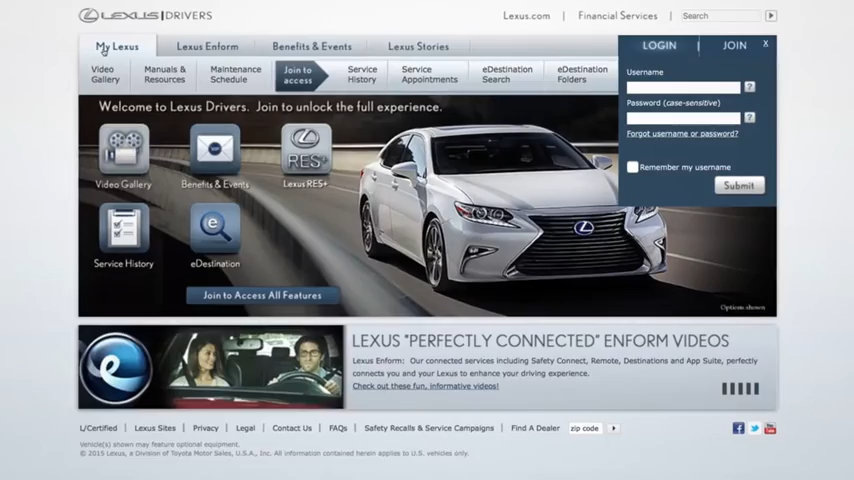 LEXUS | DRIVERS
Lexus.com | Financial Services
Search
My Lexus
Lexus Enform
Benefits & Events
Lexus Stories
LOGIN | JOIN X
Video Gallery
Manuals & Resources
Maintenance Schedule
Join to access
Service History
Service Appointments
eDestination Search
eDestination Folders
Username
?
Password (case-sensitive)
?
Forgot username or password?
Remember my username
Submit
Welcome to Lexus Drivers. Join to unlock the full experience.
RES+
Video Gallery
Benefits & Events
Lexus RES+
e
Service History
eDestination
Join to Access All Features
Options shown
e
LEXUS "PERFECTLY CONNECTED" ENFORM VIDEOS
Lexus Enform: Our connected services including Safety Connect, Remote, Destinations and App Suite, perfectly
connects you and your Lexus to enhance your driving experience.
Check out these fun, informative videos!
L/Certified | Lexus Sites | Privacy | Legal | Contact Us | FAQs | Safety Recalls & Service Campaigns | Find A Dealer zip code
Vehicle(s) shown may feature optional equipment.
© 2015 Lexus, a Division of Toyota Motor Sales, U.S.A., Inc. All information contained herein applies to U.S. vehicles only.